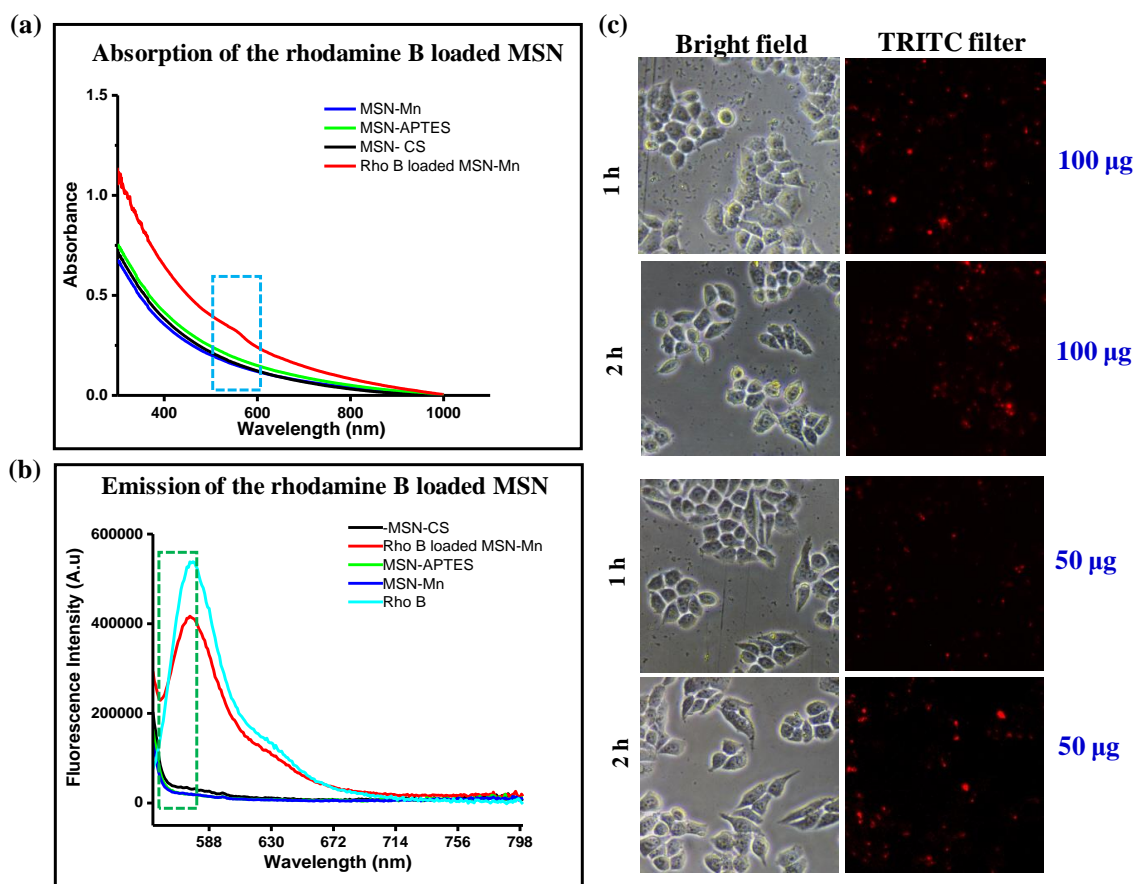 (a)
Absorption of the rhodamine B loaded MSN
1.5
1.0
0.5
0.0
Absorbance
MSN-Mn
MSN-APTES
MSN- CS
Rho B loaded MSN-Mn
400
600
800
1000
Wavelength (nm)
(b)
Emission of the rhodamine B loaded MSN
600000
400000
200000
0
Fluorescence Intensity (A.u)
-MSN-CS
Rho B loaded MSN-Mn
MSN-APTES
MSN-Mn
Rho B
588
630
672
714
756
798
Wavelength (nm)
(c)
Bright field
TRITC filter
1 h
100 µg
2 h
100 µg
1 h
50 µg
2 h
50 µg